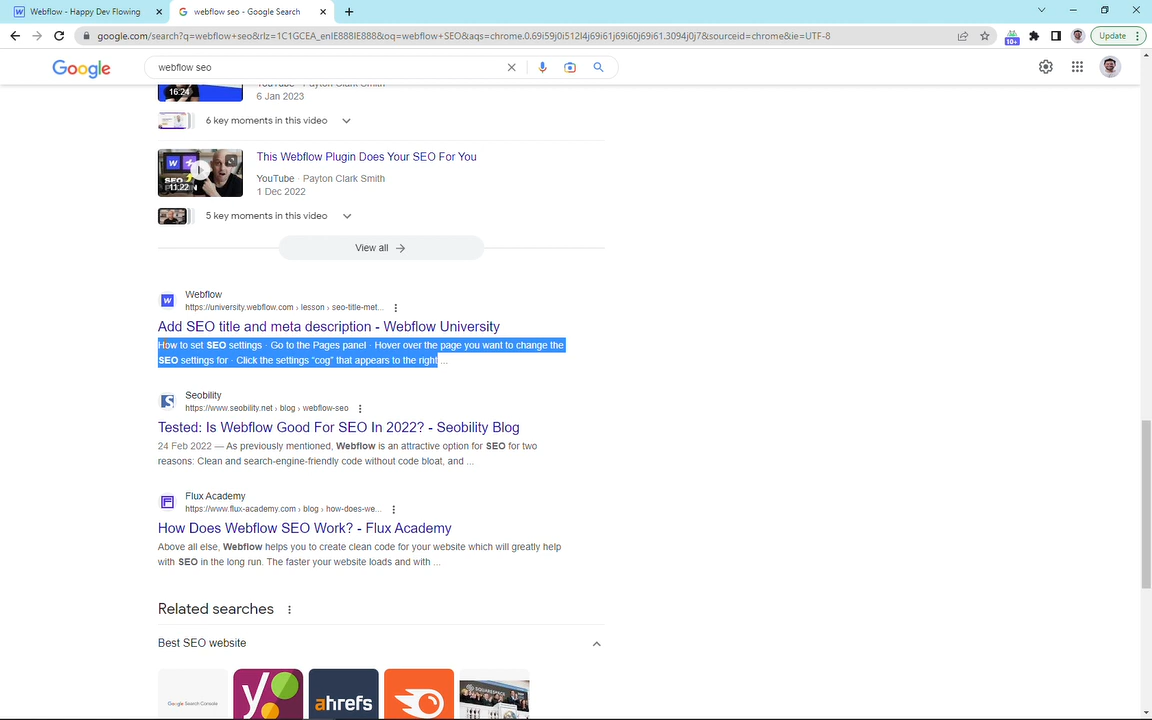 Webflow - Happy Dev Flowing
webflow seo - Google Search
google.com/search?q=webflow+seo&rlz=1C1GCEA_enIE888IE888&oq=webflow+SEO&aqs=chrome.0.69i59j0i512l4j69i61j69i60j69i61.3094j0j7&sourceid=chrome&ie=UTF-8
10+
Update
Google
webflow seo
16:24
YouTube · Payton Clark Smith
6 Jan 2023
6 key moments in this video
This Webflow Plugin Does Your SEO For You
YouTube · Payton Clark Smith
SEO
11:22
1 Dec 2022
5 key moments in this video
View all
Webflow
https://university.webflow.com › lesson › seo-title-met...
Add SEO title and meta description - Webflow University
How to set SEO settings · Go to the Pages panel · Hover over the page you want to change the
SEO settings for · Click the settings “cog” that appears to the right ...
Seobility
https://www.seobility.net › blog › webflow-seo
Tested: Is Webflow Good For SEO In 2022? - Seobility Blog
24 Feb 2022 — As previously mentioned, Webflow is an attractive option for SEO for two
reasons: Clean and search-engine-friendly code without code bloat, and ...
Flux Academy
https://www.flux-academy.com › blog › how-does-we...
How Does Webflow SEO Work? - Flux Academy
Above all else, Webflow helps you to create clean code for your website which will greatly help
with SEO in the long run. The faster your website loads and with ...
Related searches
Best SEO website
Google Search Console
y
ahrefs
SQUARESPACE